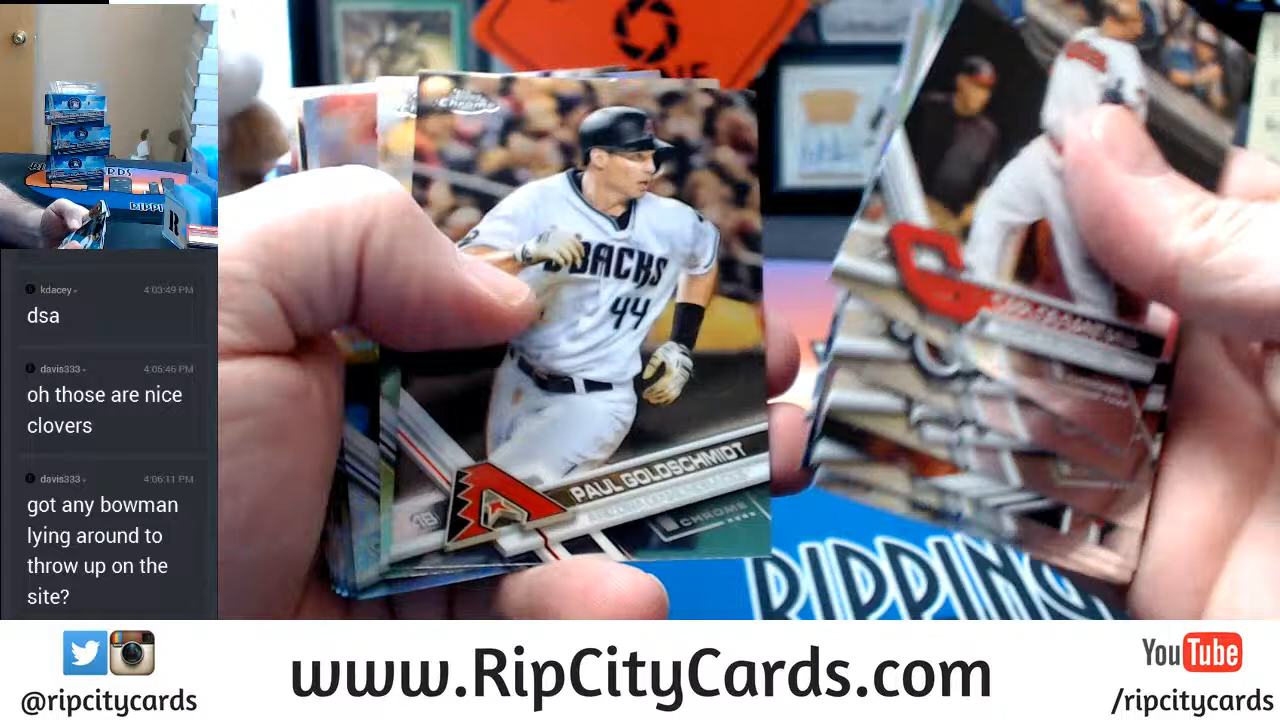 kdacey
4:03:49 PM
dsa
davis333
4:05:46 PM
oh those are nice
clovers
davis333
4:06:11 PM
got any bowman
lying around to
throw up on the
site?
Topps
Chrome
DBACKS
44
PAUL GOLDSCHMIDT
1B
CHROME
R
RIPPING
@ripcitycards
www.RipCityCards.com
YouTube
/ripcitycards